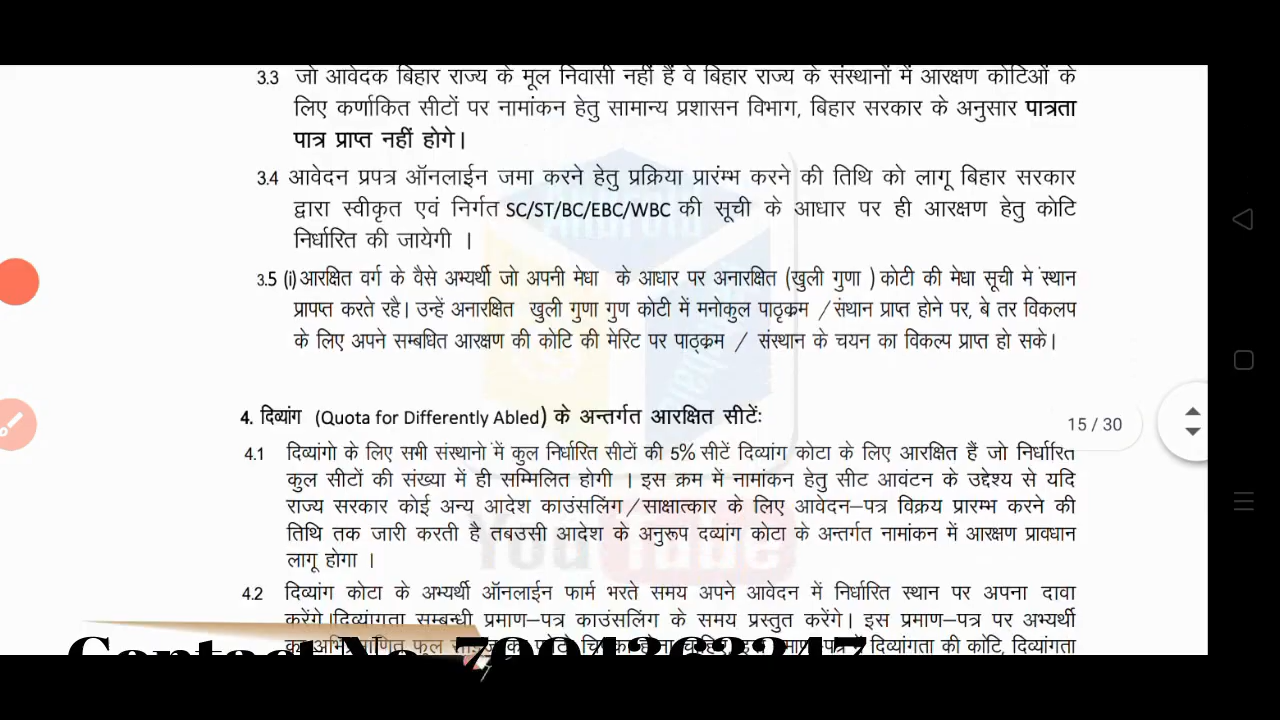 3.3 जो आवेदक बिहार राज्य के मूल निवासी नहीं हैं वे बिहार राज्य के संस्थानों में आरक्षण कोटिओं के
लिए कर्णाकित सीटों पर नामांकन हेतु सामान्य प्रशासन विभाग, बिहार सरकार के अनुसार पात्रता
पात्र प्राप्त नहीं होगे।
3.4 आवेदन प्रपत्र ऑनलाईन जमा करने हेतु प्रक्रिया प्रारंम्भ करने की तिथि को लागू बिहार सरकार
द्वारा स्वीकृत एवं निर्गत SC/ST/BC/EBC/WBC की सूची के आधार पर ही आरक्षण हेतु कोटि
निर्धारित की जायेगी ।
3.5 (i) आरक्षित वर्ग के वैसे अभ्यर्थी जो अपनी मेधा के आधार पर अनारक्षित (खुली गुणा ) कोटी की मेधा सूची मे स्थान
प्रापप्त करते रहै। उन्हें अनारक्षित खुली गुणा गुण कोटी में मनोकुल पाठृक्रम /संथान प्राप्त होने पर, बे तर विकलप
के लिए अपने सम्बधित आरक्षण की कोटि की मेरिट पर पाठ्क्रम / संस्थान के चयन का विकल्प प्राप्त हो सके।
4. दिव्यांग (Quota for Differently Abled) के अन्तर्गत आरक्षित सीटेंः
15 / 30
4.1 दिव्यांगो के लिए सभी संस्थानो में कुल निर्धारित सीटों की 5% सीटें दिव्यांग कोटा के लिए आरक्षित हैं जो निर्धारित
कुल सीटों की संख्या में ही सम्मिलित होगी । इस क्रम में नामांकन हेतु सीट आवंटन के उद्देश्य से यदि
राज्य सरकार कोई अन्य आदेश काउंसलिंग/साक्षात्कार के लिए आवेदन–पत्र विक्रय प्रारम्भ करने की
तिथि तक जारी करती है तबउसी आदेश के अनुरूप दव्यांग कोटा के अन्तर्गत नामांकन में आरक्षण प्रावधान
लागू होगा ।
4.2 दिव्यांग कोटा के अभ्यर्थी ऑनलाईन फार्म भरते समय अपने आवेदन में निर्धारित स्थान पर अपना दावा
करेंगे।दिव्यांगता सम्बन्धी प्रमाण–पत्र काउंसलिंग के समय प्रस्तुत करेंगे। इस प्रमाण–पत्र पर अभ्यर्थी
दिव्यांगता की कोटि, दिव्यांगता
Contact No. 7004263347
YouTube